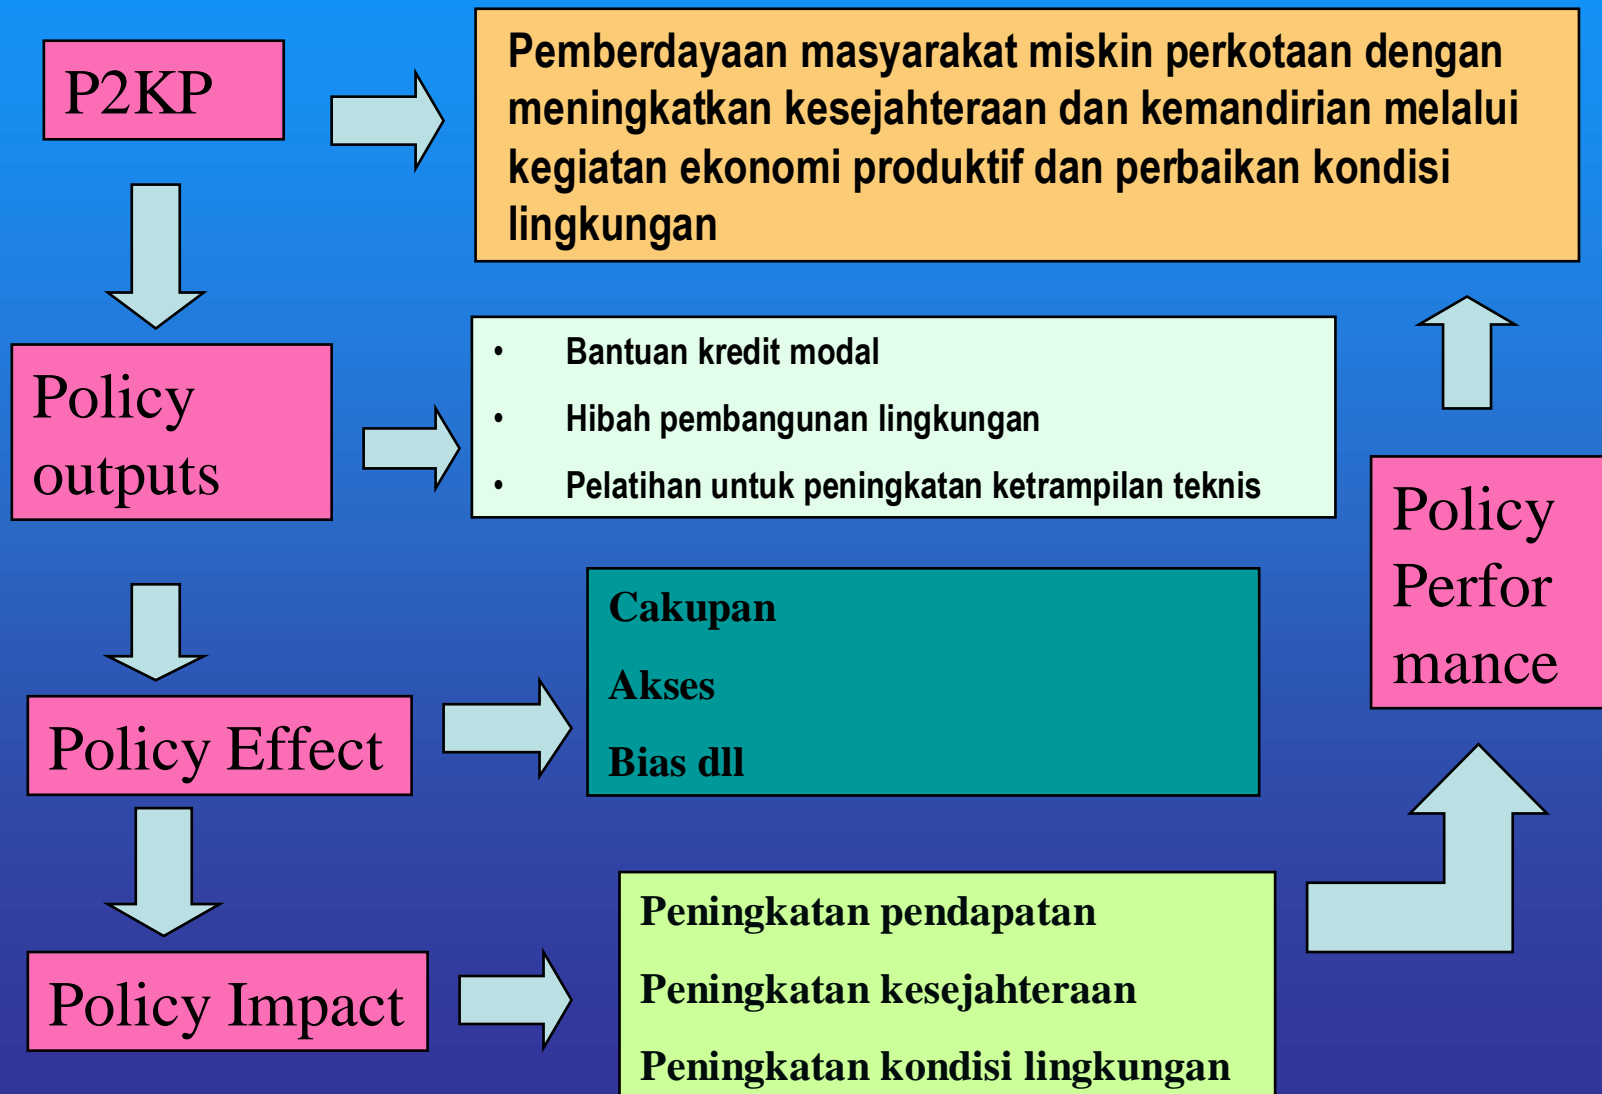 P2KP
Pemberdayaan masyarakat miskin perkotaan dengan
meningkatkan kesejahteraan dan kemandirian melalui
kegiatan ekonomi produktif dan perbaikan kondisi
lingkungan
Policy
outputs
• Bantuan kredit modal
• Hibah pembangunan lingkungan
• Pelatihan untuk peningkatan ketrampilan teknis
Policy
Perfor
mance
Policy Effect
Cakupan
Akses
Bias dll
Policy Impact
Peningkatan pendapatan
Peningkatan kesejahteraan
Peningkatan kondisi lingkungan